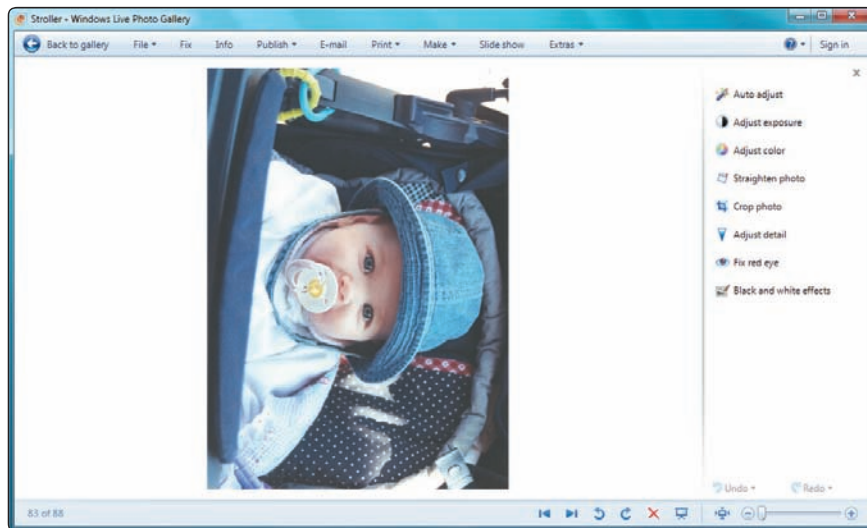 Stroller - Windows Live Photo Gallery
Back to gallery File Fix Info Publish E-mail Print Make Slide show Extras Sign in
Auto adjust
Adjust exposure
Adjust color
Straighten photo
Crop photo
Adjust detail
Fix red eye
Black and white effects
Undo Redo
83 of 88